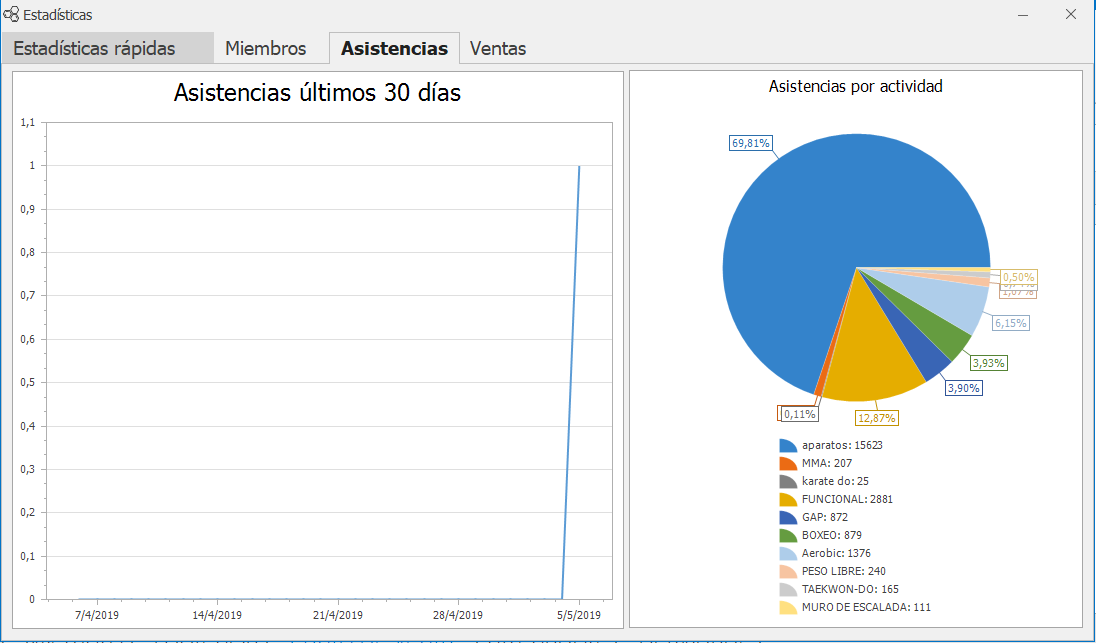 Estadísticas
Estadísticas rápidas
Miembros
Asistencias
Ventas
Asistencias últimos 30 días
1,1
1
0,9
0,8
0,7
0,6
0,5
0,4
0,3
0,2
0,1
0
7/4/2019
14/4/2019
21/4/2019
28/4/2019
5/5/2019
Asistencias por actividad
69,81%
0,50%
1,07%
6,15%
3,93%
3,90%
12,87%
0,11%
aparatos: 15623
MMA: 207
karate do: 25
FUNCIONAL: 2881
GAP: 872
BOXEO: 879
Aerobic: 1376
PESO LIBRE: 240
TAEKWON-DO: 165
MURO DE ESCALADA: 111